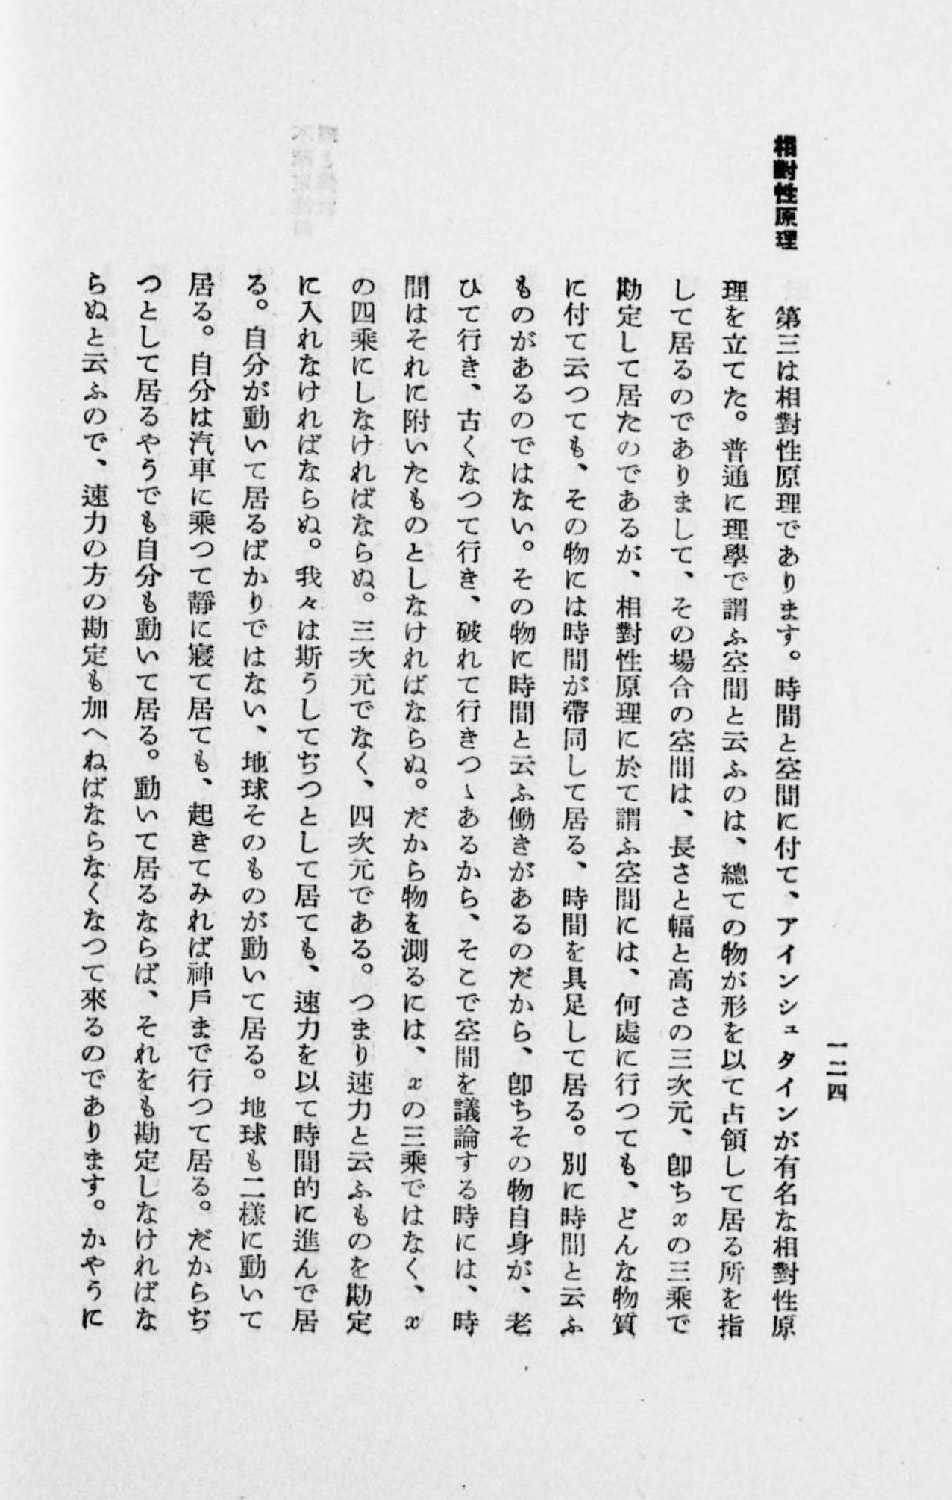 一二四
相對性原理
第三は相對性原理であります。時間と空間に付て、アインシュタインが有名な相對性原
理を立てた。普通に理學で謂ふ空間と云ふのは、總ての物が形を以て占領して居る所を指
して居るのでありまして、その場合の空間は、長さと幅と高さの三次元、卽ちxの三乘で
勘定して居たのであるが、相對性原理に於て謂ふ空間には、何處に行つても、どんな物質
に付て云つても、その物には時間が帶同して居る、時間を具足して居る。別に時間と云ふ
ものがあるのではない。その物に時間と云ふ働きがあるのだから、卽ちその物自身が、老
ひて行き、古くなつて行き、破れて行きつゝあるから、そこで空間を議論する時には、時
間はそれに附いたものとしなければならぬ。だから物を測るには、xの三乘ではなく、x
の四乘にしなければならぬ。三次元でなく、四次元である。つまり速力と云ふものを勘定
に入れなければならぬ。我々は斯うしてぢつとして居ても、速力を以て時間的に進んで居
る。自分が動いて居るばかりではない、地球そのものが動いて居る。地球も二樣に動いて
居る。自分は汽車に乘つて靜に寢て居ても、起きてみれば神戶まで行つて居る。だからぢ
つとして居るやうでも自分も動いて居る。動いて居るならば、それをも勘定しなければな
らぬと云ふので、速力の方の勘定も加へねばならなくなつて來るのであります。かやうに